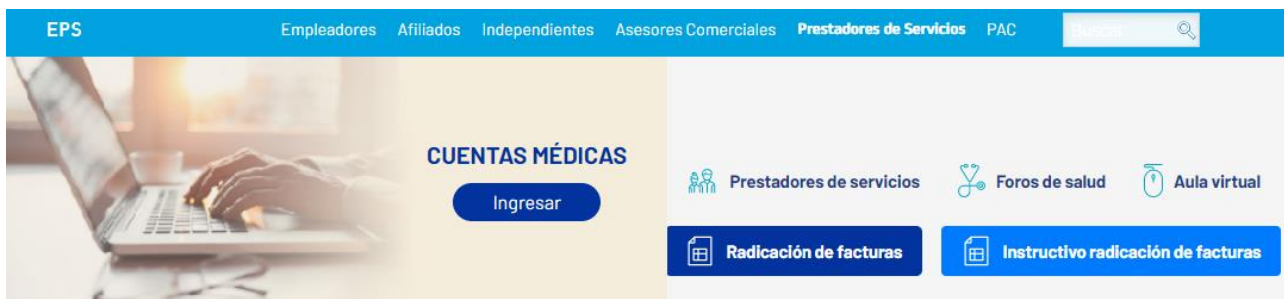 EPS Empleadores Afiliados Independientes Asesores Comerciales Prestadores de Servicios PAC Buscar
CUENTAS MÉDICAS
Ingresar
Prestadores de servicios Foros de salud Aula virtual
Radicación de facturas Instructivo radicación de facturas